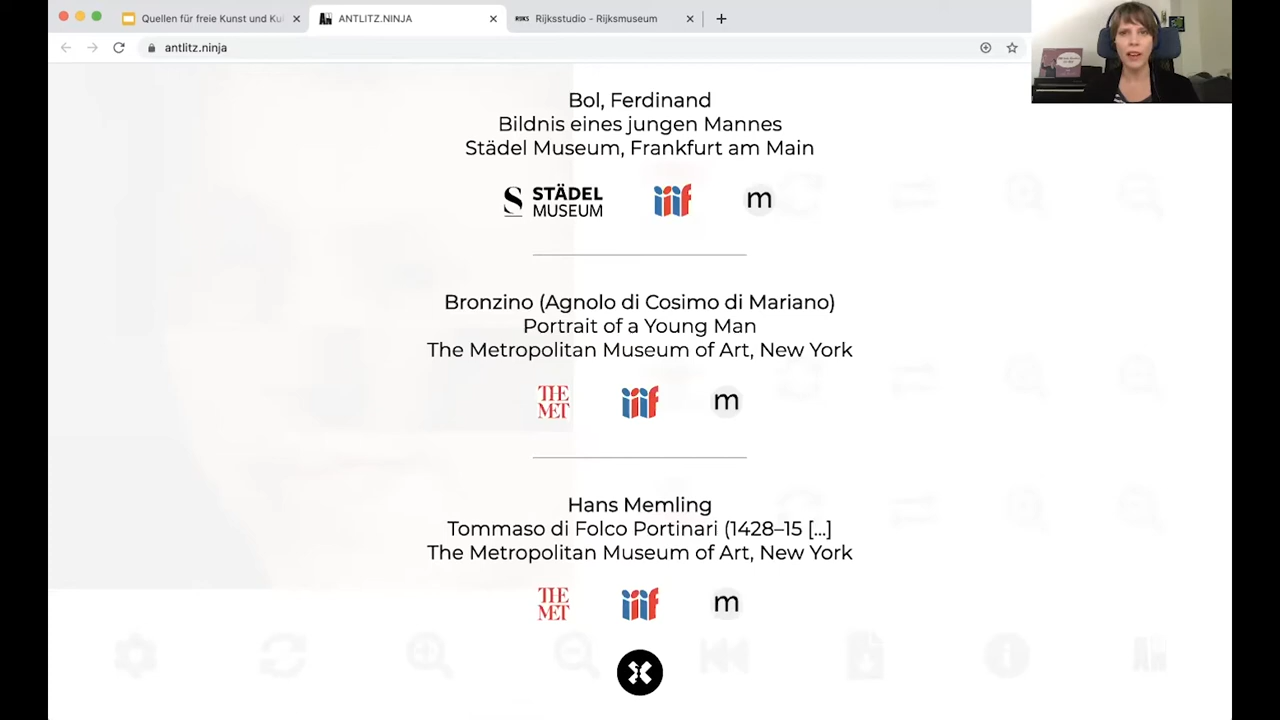 Quellen für freie Kunst und Ku
ANTLITZ.NINJA
RIJKS
Rijksstudio - Rijksmuseum
antlitz.ninja
Bol, Ferdinand
Bildnis eines jungen Mannes
Städel Museum, Frankfurt am Main
STÄDEL
MUSEUM
iiif
m
Bronzino (Agnolo di Cosimo di Mariano)
Portrait of a Young Man
The Metropolitan Museum of Art, New York
THE
MET
iiif
m
Hans Memling
Tommaso di Folco Portinari (1428–15 [...]
The Metropolitan Museum of Art, New York
THE
MET
iiif
m